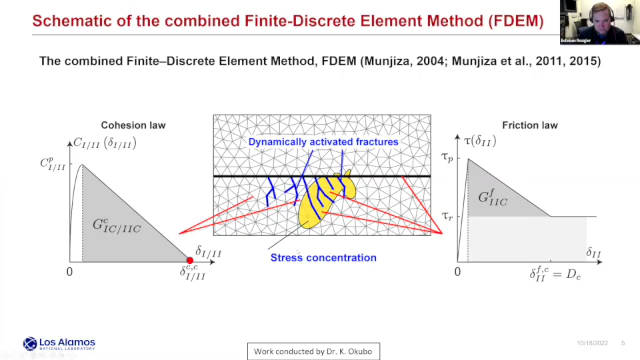 Schematic of the combined Finite-Discrete Element Method (FDEM)
Esteban Rougier
The combined Finite–Discrete Element Method, FDEM (Munjiza, 2004; Munjiza et al., 2011, 2015)
Cohesion law
C_{I/II} (δ_{I/II})
C^p_{I/II}
G^c_{IC/IIC}
δ_{I/II}
0
δ^{c,c}_{I/II}
Dynamically activated fractures
Stress concentration
Friction law
τ(δ_{II})
τ_p
G^f_{IIC}
τ_r
δ_{II}
0
δ^{f,c}_{II} = D_c
Los Alamos
NATIONAL LABORATORY
Work conducted by Dr. K. Okubo
10/18/2022
5